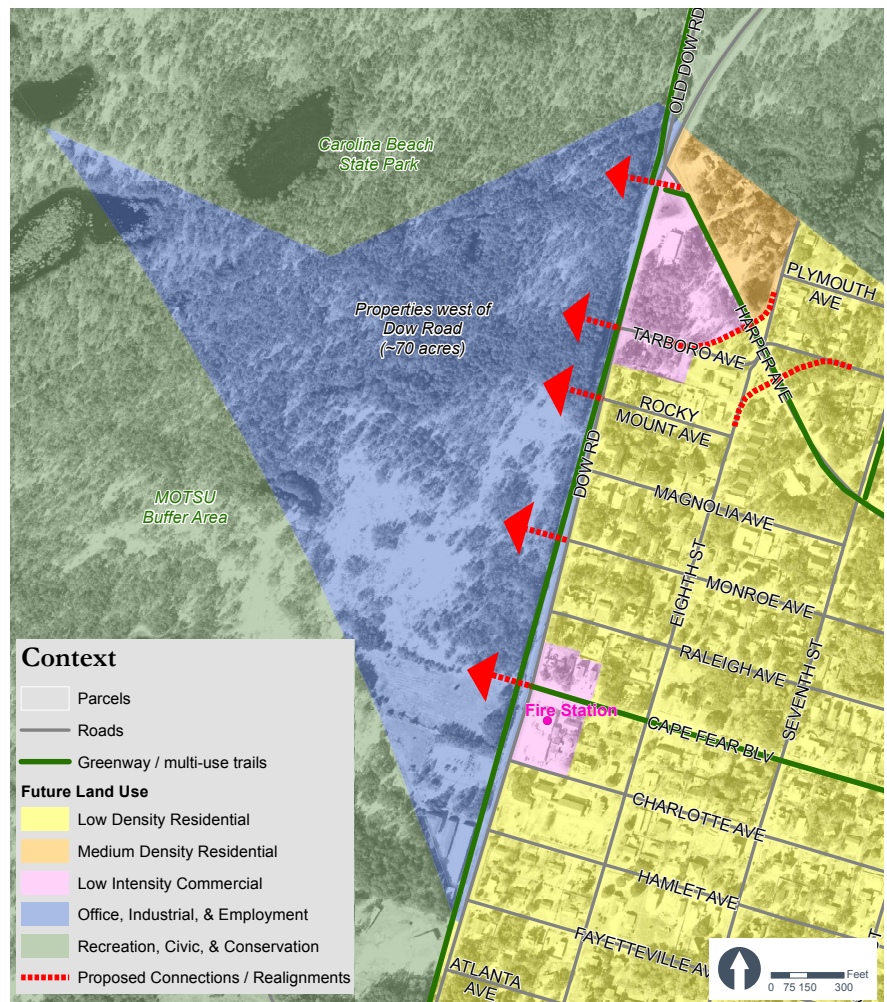 OLD DOW RD
Carolina Beach
State Park
PLYMOUTH
AVE
Properties west of
Dow Road
(~70 acres)
HARPER AVE
TARBORO AVE
ROCKY
MOUNT AVE
DOW RD
MAGNOLIA AVE
MOTSU
Buffer Area
EIGHTH ST
MONROE AVE
RALEIGH AVE
SEVENTH ST
Fire Station
CAPE FEAR BLV
CHARLOTTE AVE
HAMLET AVE
FAYETTEVILLE AV
ATLANTA
AVE
Context
Parcels
Roads
Greenway / multi-use trails
Future Land Use
Low Density Residential
Medium Density Residential
Low Intensity Commercial
Office, Industrial, & Employment
Recreation, Civic, & Conservation
Proposed Connections / Realignments
Feet
0 75 150 300